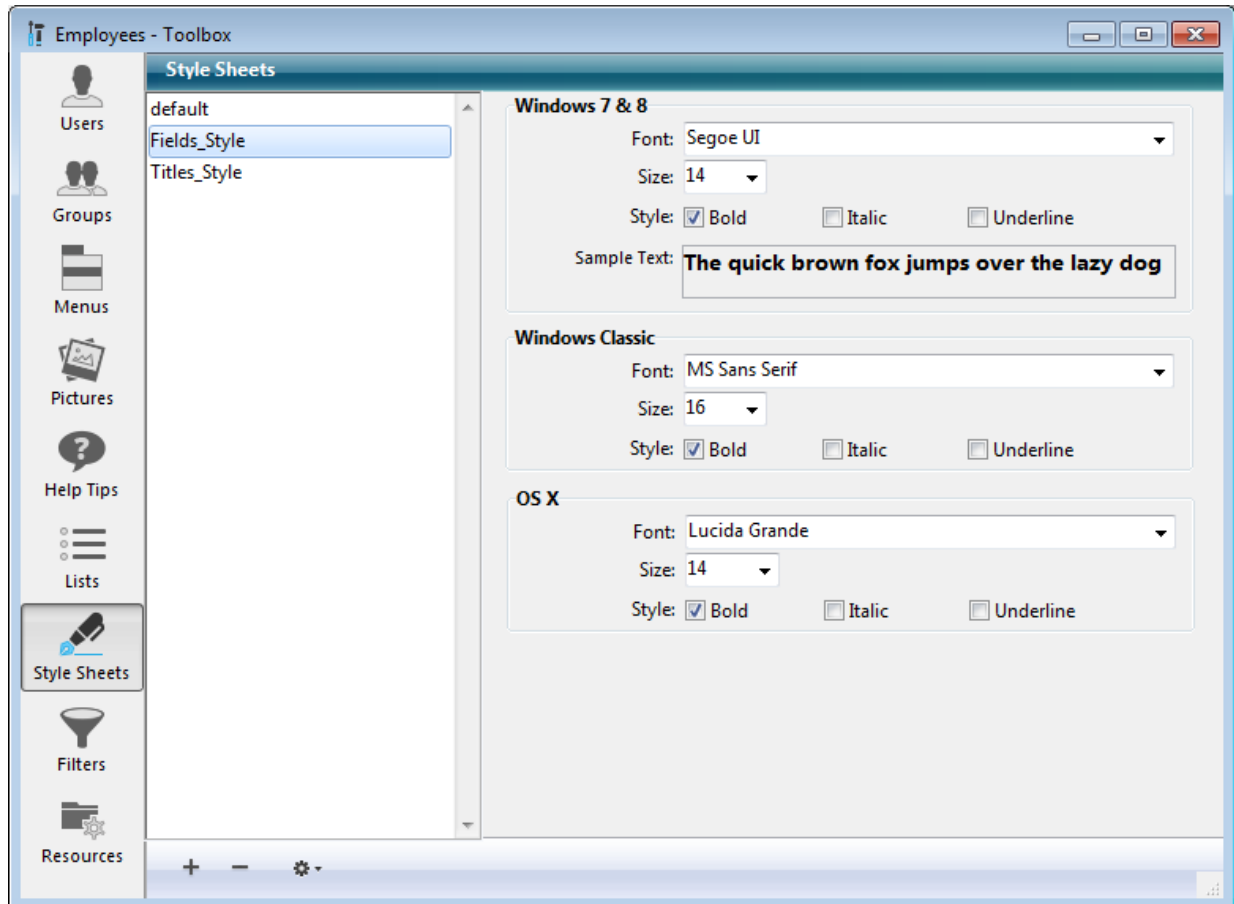 Employees - Toolbox
Style Sheets
Users
Groups
Menus
Pictures
Help Tips
Lists
Style Sheets
Filters
Resources
default
Fields_Style
Titles_Style
Windows 7 & 8
Font: Segoe UI
Size: 14
Style: Bold Italic Underline
Sample Text: The quick brown fox jumps over the lazy dog
Windows Classic
Font: MS Sans Serif
Size: 16
Style: Bold Italic Underline
OS X
Font: Lucida Grande
Size: 14
Style: Bold Italic Underline